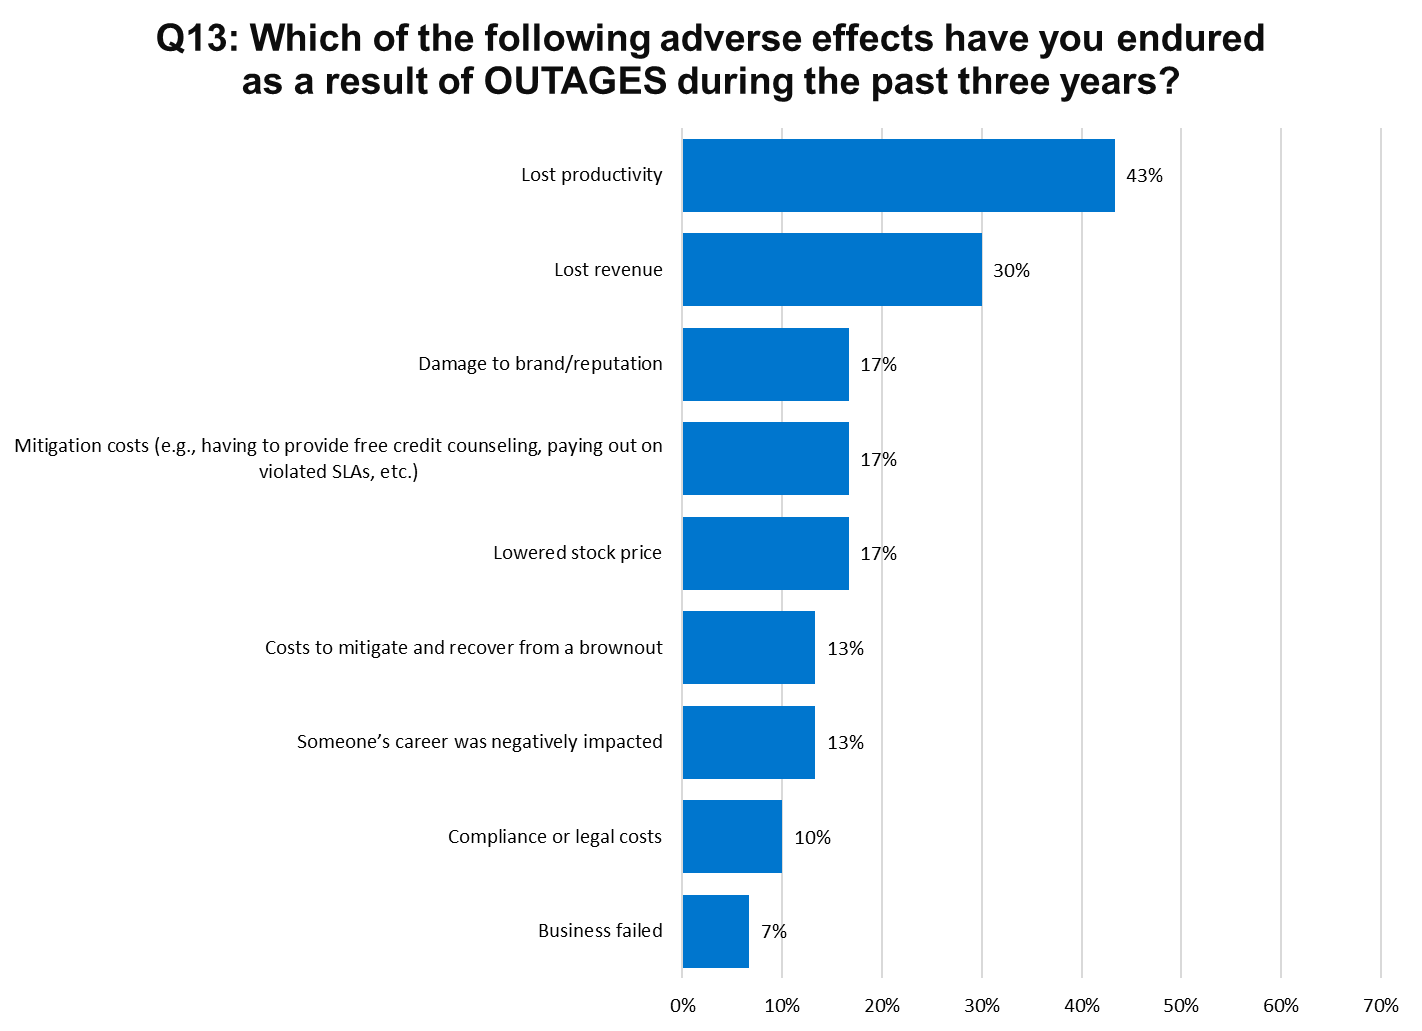 Q13: Which of the following adverse effects have you endured
as a result of OUTAGES during the past three years?
Lost productivity
43%
Lost revenue
30%
Damage to brand/reputation
17%
Mitigation costs (e.g., having to provide free credit counseling, paying out on
violated SLAs, etc.)
17%
Lowered stock price
17%
Costs to mitigate and recover from a brownout
13%
Someone’s career was negatively impacted
13%
Compliance or legal costs
10%
Business failed
7%
0% 10% 20% 30% 40% 50% 60% 70%